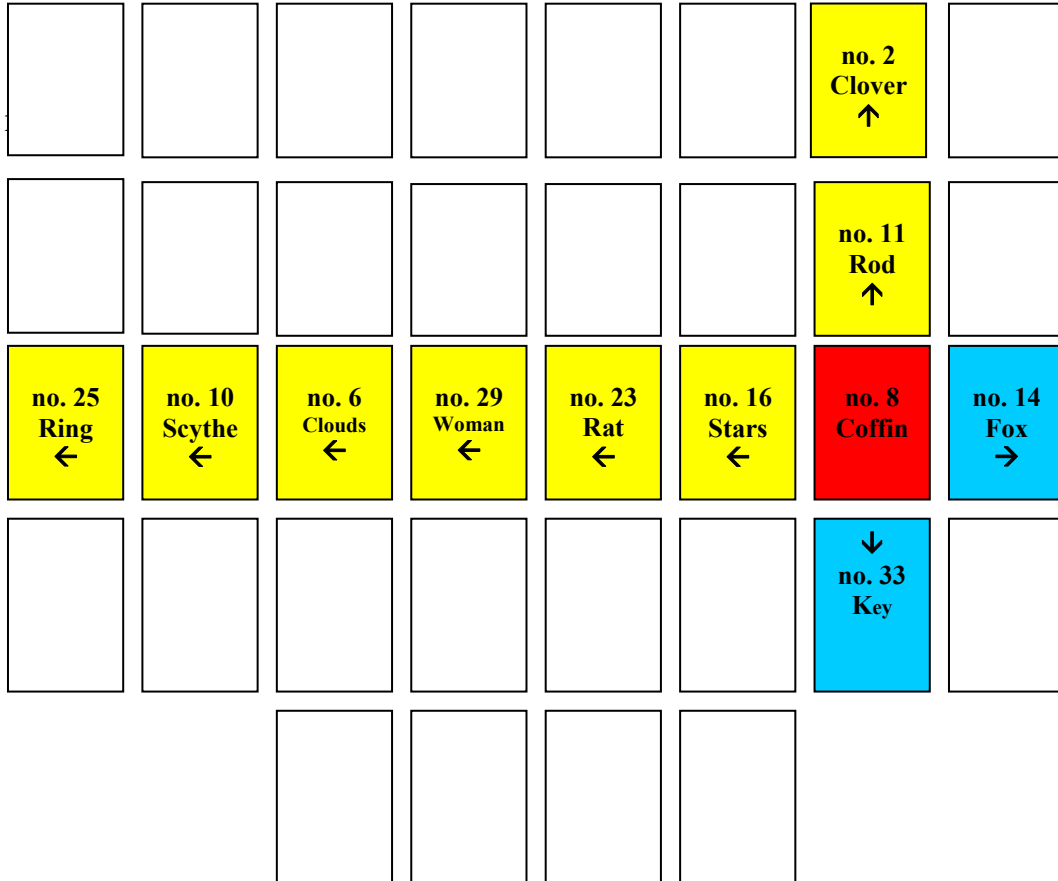 no. 2
Clover
↑
no. 11
Rod
↑
no. 25
Ring
←
no. 10
Scythe
←
no. 6
Clouds
←
no. 29
Woman
←
no. 23
Rat
←
no. 16
Stars
←
no. 8
Coffin
no. 14
Fox
→
↓
no. 33
Key